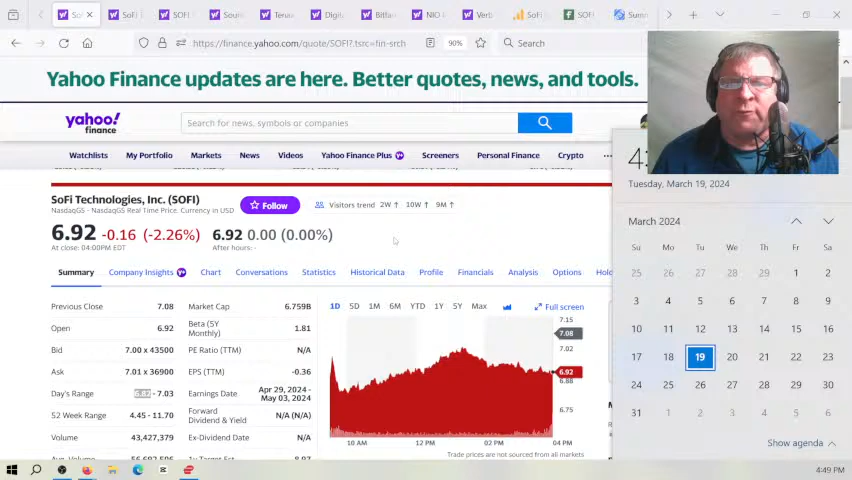 SoFi
SOFI
Soun
Tenav
Digita
Bitfar
NIO
Verb
SoFi
SOFI
Summ
https://finance.yahoo.com/quote/SOFI?.tsrc=fin-srch
90%
Search
Yahoo Finance updates are here. Better quotes, news, and tools.
yahoo!
finance
Search for news, symbols or companies
Watchlists
My Portfolio
Markets
News
Videos
Yahoo Finance Plus
Screeners
Personal Finance
Crypto
SoFi Technologies, Inc. (SOFI)
NasdaqGS - NasdaqGS Real Time Price. Currency in USD
Follow
Visitors trend 2W ↑ 10W ↑ 9M ↑
6.92 -0.16 (-2.26%)
At close: 04:00PM EDT
6.92 0.00 (0.00%)
After hours: -
Summary
Company Insights
Chart
Conversations
Statistics
Historical Data
Profile
Financials
Analysis
Options
Previous Close 7.08
Open 6.92
Bid 7.00 x 43500
Ask 7.01 x 36900
Day's Range 6.82 - 7.03
52 Week Range 4.45 - 11.70
Volume 43,427,379
Market Cap 6.759B
Beta (5Y
Monthly) 1.81
PE Ratio (TTM) N/A
EPS (TTM) -0.36
Earnings Date Apr 29, 2024 -
May 03, 2024
Forward
Dividend & Yield N/A (N/A)
Ex-Dividend Date N/A
1D 5D 1M 6M YTD 1Y 5Y Max
Full screen
7.15
7.08
7.02
6.92
6.88
6.75
10 AM 12 PM 02 PM 04 PM
Trade prices are not sourced from all markets
Tuesday, March 19, 2024
March 2024
Su Mo Tu We Th Fr Sa
25 26 27 28 29 1 2
3 4 5 6 7 8 9
10 11 12 13 14 15 16
17 18 19 20 21 22 23
24 25 26 27 28 29 30
31 1 2 3 4 5 6
Show agenda
4:49 PM